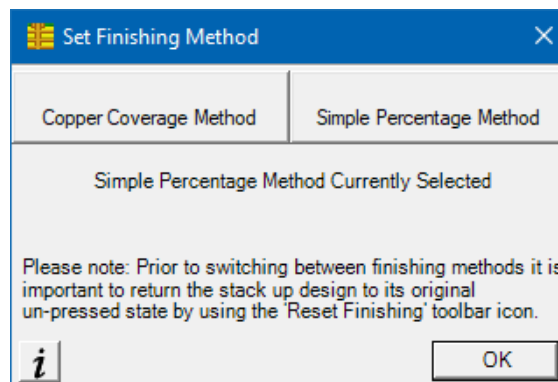 Set Finishing Method
Copper Coverage Method
Simple Percentage Method
Simple Percentage Method Currently Selected
Please note: Prior to switching between finishing methods it is
important to return the stack up design to its original
un-pressed state by using the 'Reset Finishing' toolbar icon.
i
OK